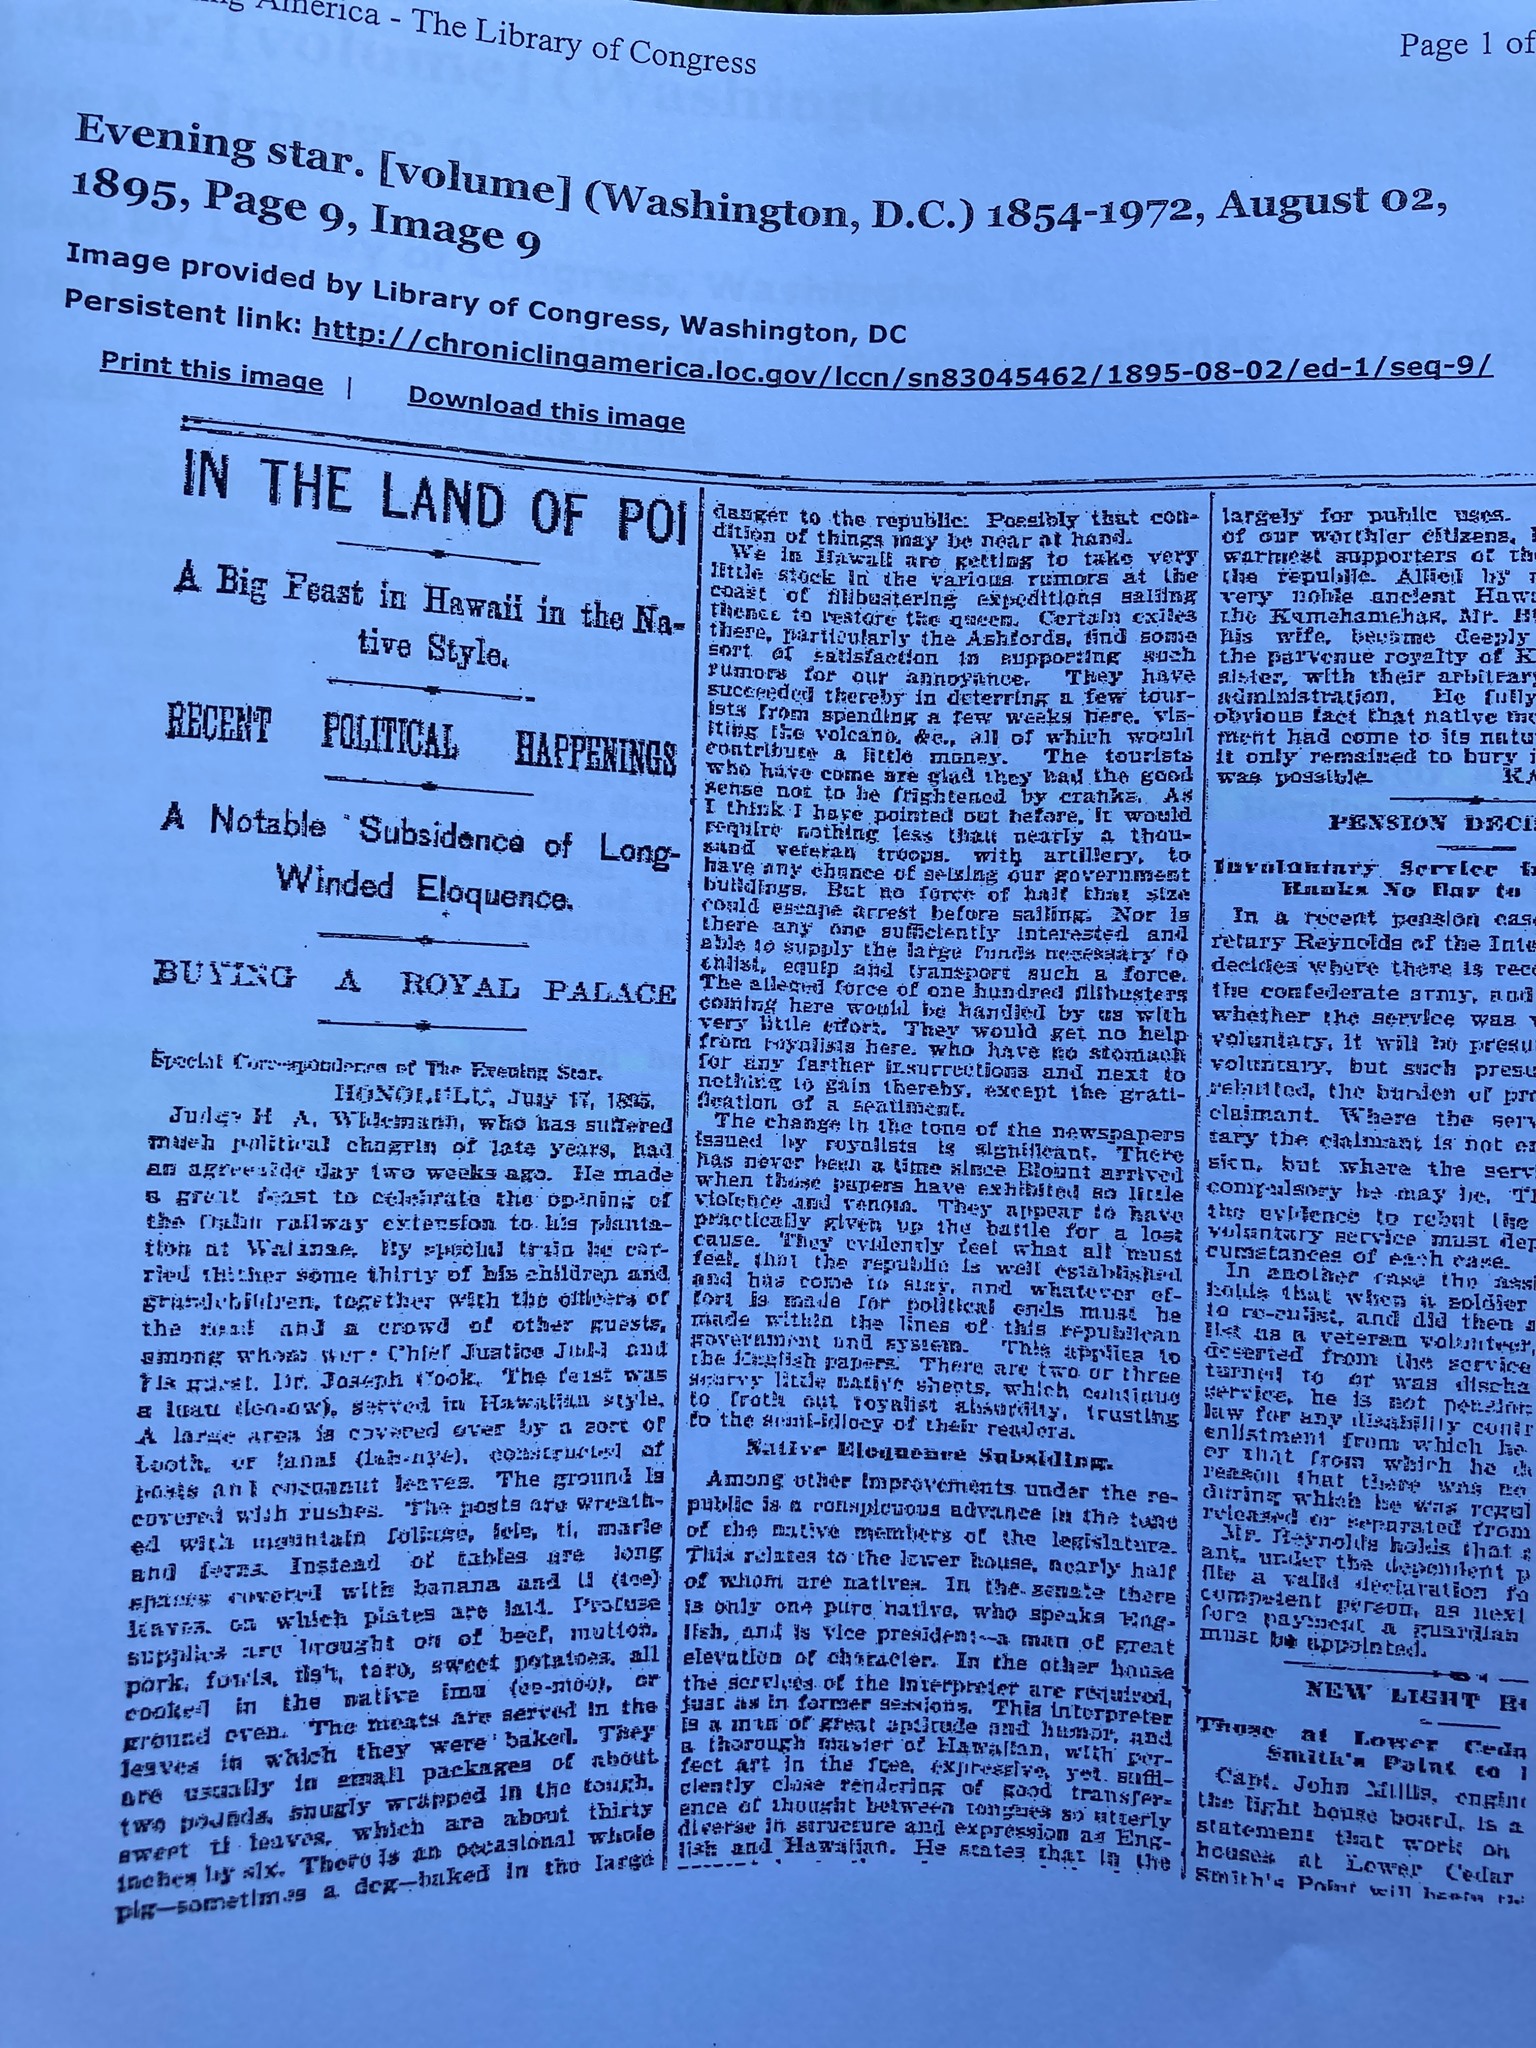 ing America - The Library of Congress
Page 1 of
Evening star. [volume] (Washington, D.C.) 1854-1972, August 02,
1895, Page 9, Image 9
Image provided by Library of Congress, Washington, DC
Persistent link: http://chroniclingamerica.loc.gov/lccn/sn83045462/1895-08-02/ed-1/seq-9/
Print this image | Download this image
IN THE LAND OF POI
A Big Feast in Hawaii in the Na-
tive Style.
RECENT POLITICAL HAPPENINGS
A Notable Subsidence of Long-
Winded Eloquence.
BUYING A ROYAL PALACE
Special Correspondence of The Evening Star.
HONOLULU, July 17, 1895.
Judge H. A. Widemann, who has suffered
much political chagrin of late years, had
an agreeable day two weeks ago. He made
a great feast to celebrate the opening of
the Oahu railway extension to his planta-
tion at Waianae. By special train he car-
ried thither some thirty of his children and
grandchildren, together with the officers of
the road and a crowd of other guests,
among whom were Chief Justice Judd and
his guest, Dr. Joseph Cook. The feast was
a luau (loo-ow), served in Hawaiian style.
A large area is covered over by a sort of
booth, or lanai (lah-nye), constructed of
posts and cocoanut leaves. The ground is
covered with rushes. The posts are wreath-
ed with mountain foliage, ieie, ti, maile
and ferns. Instead of tables are long
spaces covered with banana and ti (tee)
leaves, on which plates are laid. Profuse
supplies are brought on of beef, mutton,
pork, fowls, fish, taro, sweet potatoes, all
cooked in the native imu (ee-moo), or
ground oven. The meats are served in the
leaves in which they were baked. They
are usually in small packages of about
two pounds, snugly wrapped in the tough,
sweet ti leaves, which are about thirty
inches by six. There is an occasional whole
pig—sometimes a dog—baked in the large
danger to the republic. Possibly that con-
dition of things may be near at hand.
We in Hawaii are getting to take very
little stock in the various rumors at the
coast of filibustering expeditions sailing
thence to restore the queen. Certain exiles
there, particularly the Ashfords, find some
sort of satisfaction in supporting such
rumors for our annoyance. They have
succeeded thereby in deterring a few tour-
ists from spending a few weeks here, vis-
iting the volcano, &c., all of which would
contribute a little money. The tourists
who have come are glad they had the good
sense not to be frightened by cranks. As
I think I have pointed out before, it would
require nothing less than nearly a thou-
sand veteran troops, with artillery, to
have any chance of seizing our government
buildings. But no force of half that size
could escape arrest before sailing. Nor is
there any one sufficiently interested and
able to supply the large funds necessary to
enlist, equip and transport such a force.
The alleged force of one hundred filibusters
coming here would be handled by us with
very little effort. They would get no help
from royalists here, who have no stomach
for any farther insurrections and next to
nothing to gain thereby, except the grati-
fication of a sentiment.
The change in the tone of the newspapers
issued by royalists is significant. There
has never been a time since Blount arrived
when those papers have exhibited so little
violence and venom. They appear to have
practically given up the battle for a lost
cause. They evidently feel what all must
feel, that the republic is well established
and has come to stay, and whatever ef-
fort is made for political ends must be
made within the lines of this republican
government and system. This applies to
the English papers. There are two or three
scurvy little native sheets, which continue
to froth out royalist absurdity, trusting
to the semi-idiocy of their readers.
Native Eloquence Subsiding.
Among other improvements under the re-
public is a conspicuous advance in the tone
of the native members of the legislature.
This relates to the lower house, nearly half
of whom are natives. In the senate there
is only one pure native, who speaks Eng-
lish, and is vice president—a man of great
elevation of character. In the other house
the services of the interpreter are required,
just as in former sessions. This interpreter
is a man of great aptitude and humor, and
a thorough master of Hawaiian, with per-
fect art in the free, expressive, yet suffi-
ciently close rendering of good transfer-
ence of thought between tongues so utterly
diverse in structure and expression as Eng-
lish and Hawaiian. He states that in the
largely for public uses.
of our worthier citizens,
warmest supporters of th
the republic. Allied by
very noble ancient Haw
the Kamehamehas, Mr.
his wife, became deeply
the parvenue royalty of K
sister, with their arbitrar
administration. He fully
obvious fact that native mo
ment had come to its natu
it only remained to bury i
was possible.
PENSION DECI
Involuntary Service
Ranks No Bar to
In a recent pension cas
retary Reynolds of the Inte
decides where there is rec
the confederate army, and
whether the service was v
voluntary, it will be presu
voluntary, but such presu
rebutted, the burden of pr
claimant. Where the serv
tary the claimant is not en
sion, but where the serv
compulsory he may be. T
the evidence to rebut the
voluntary service must de
cumstances of each case.
In another case the ass
holds that when a soldier
to re-enlist, and did then
list as a veteran volunteer,
deserted from the service
turned to or was discha
service, he is not pension
law for any disability contr
enlistment from which he
or that from which he d
reason that there was no
during which he was regul
released or separated from
Mr. Reynolds holds that
ant, under the dependent p
file a valid declaration fo
competent person, as next
fore payment a guardian
must be appointed.
NEW LIGHT
Those at Lower Ceda
Smith's Point to
Capt. John Millis, engin
the light house board, is a
statement that work on
houses at Lower Cedar
Smith's Point will begin